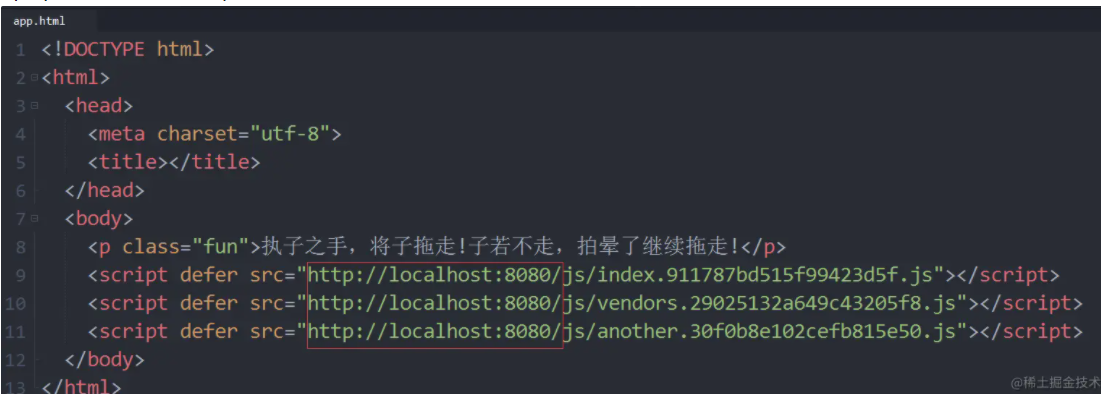 app.html
1 <!DOCTYPE html>
2 <html>
3 <head>
4 <meta charset="utf-8">
5 <title></title>
6 </head>
7 <body>
8 <p class="fun">执子之手，将子拖走!子若不走，拍晕了继续拖走!</p>
9 <script defer src="http://localhost:8080/js/index.911787bd515f99423d5f.js"></script>
10 <script defer src="http://localhost:8080/js/vendors.29025132a649c43205f8.js"></script>
11 <script defer src="http://localhost:8080/js/another.30f0b8e102cefb815e50.js"></script>
12 </body>
13 </html>
@稀土掘金技术